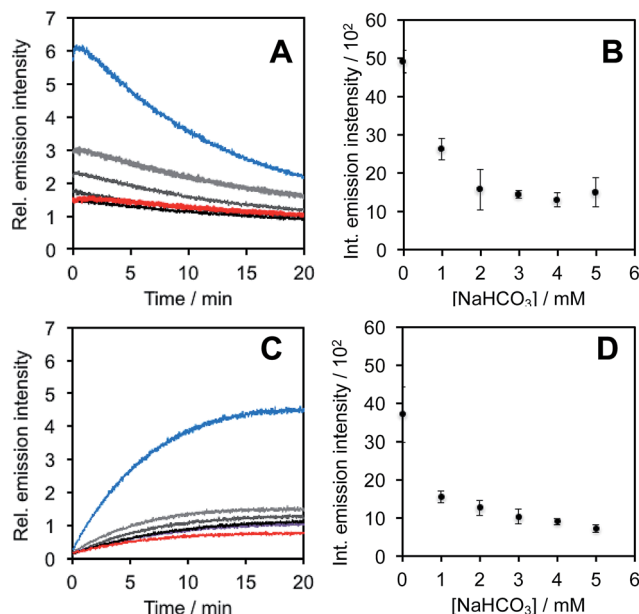 A
Rel. emission intensity
7
6
5
4
3
2
1
0
0 5 10 15 20
Time / min
B
Int. emission instensity / 10²
60
50
40
30
20
10
0
0 1 2 3 4 5 6
[NaHCO₃] / mM
C
Rel. emission intensity
7
6
5
4
3
2
1
0
0 5 10 15 20
Time / min
D
Int. emission intensity / 10²
60
50
40
30
20
10
0
0 1 2 3 4 5 6
[NaHCO₃] / mM